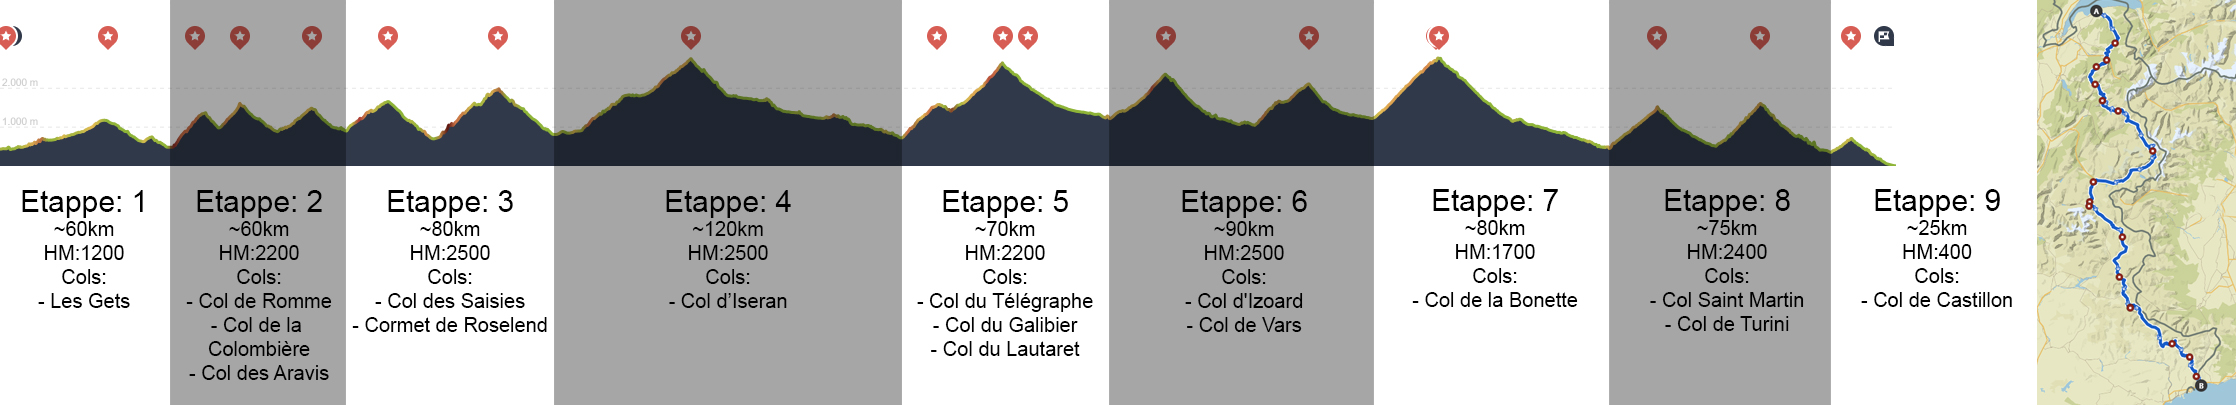 2,000 m
1,000 m
Etappe: 1
~60km
HM:1200
Cols:
- Les Gets
Etappe: 2
~60km
HM:2200
Cols:
- Col de Romme
- Col de la
Colombière
- Col des Aravis
Etappe: 3
~80km
HM:2500
Cols:
- Col des Saisies
- Cormet de Roselend
Etappe: 4
~120km
HM:2500
Cols:
- Col d'Iseran
Etappe: 5
~70km
HM:2200
Cols:
- Col du Télégraphe
- Col du Galibier
- Col du Lautaret
Etappe: 6
~90km
HM:2500
Cols:
- Col d'Izoard
- Col de Vars
Etappe: 7
~80km
HM:1700
Cols:
- Col de la Bonette
Etappe: 8
~75km
HM:2400
Cols:
- Col Saint Martin
- Col de Turini
Etappe: 9
~25km
HM:400
Cols:
- Col de Castillon
A
B